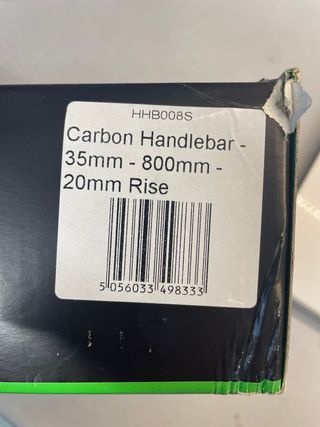 HHB008S
Carbon Handlebar -
35mm - 800mm -
20mm Rise
5 056033 498333